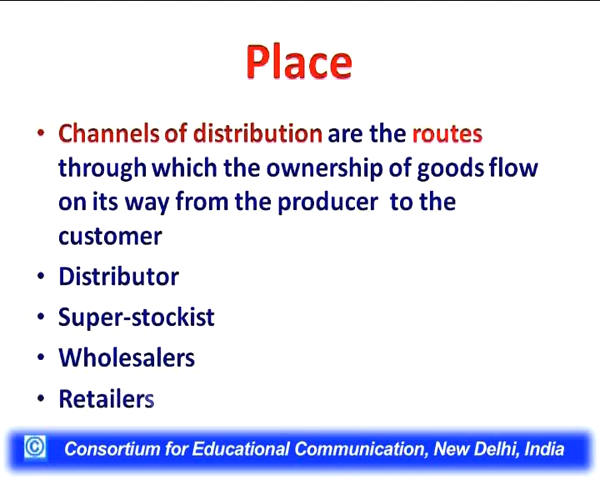 Place
• Channels of distribution are the routes
through which the ownership of goods flow
on its way from the producer to the
customer
• Distributor
• Super-stockist
• Wholesalers
• Retailers
© Consortium for Educational Communication, New Delhi, India